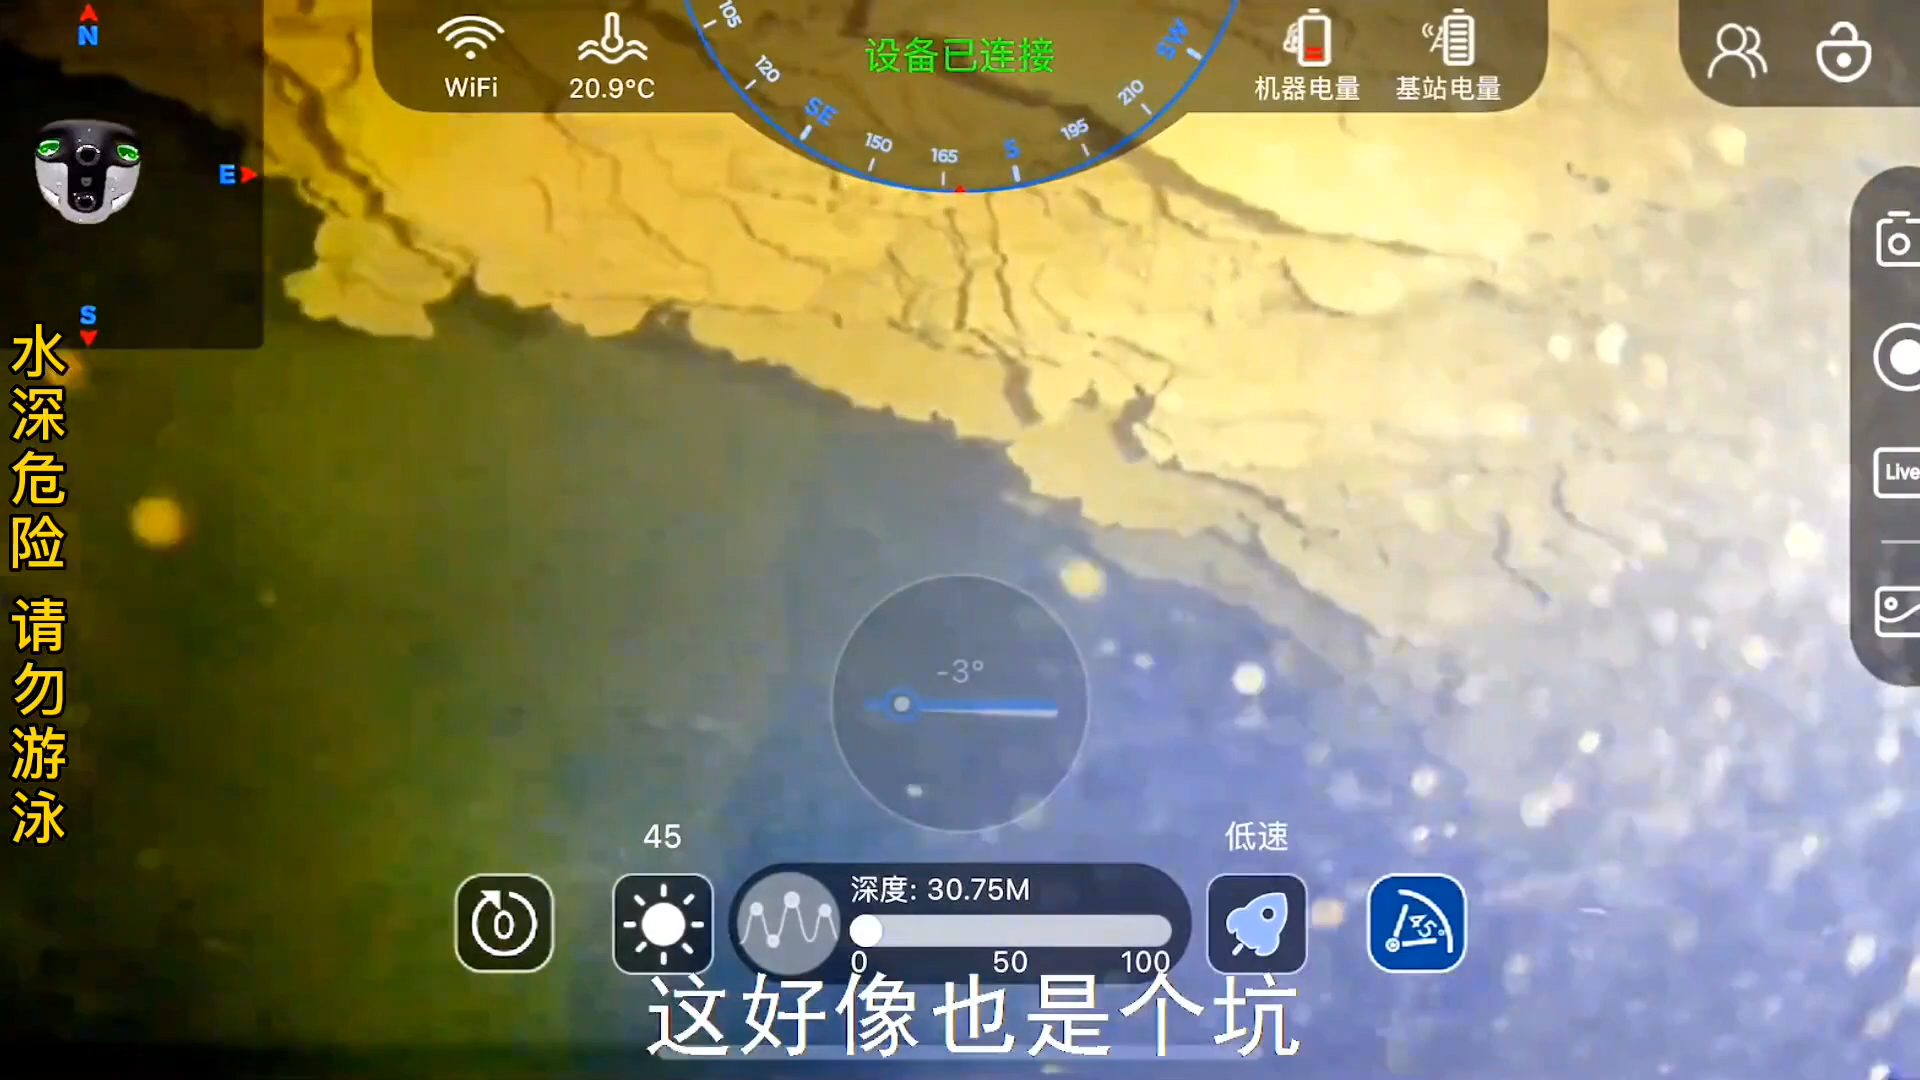 N
E
S
WiFi
20.9°C
105
120
SE
150
165
S
195
210
SW
设备已连接
机器电量
基站电量
Live
水深危险 请勿游泳
-3°
45
深度: 30.75M
0
50
100
低速
0
45°
这好像也是个坑